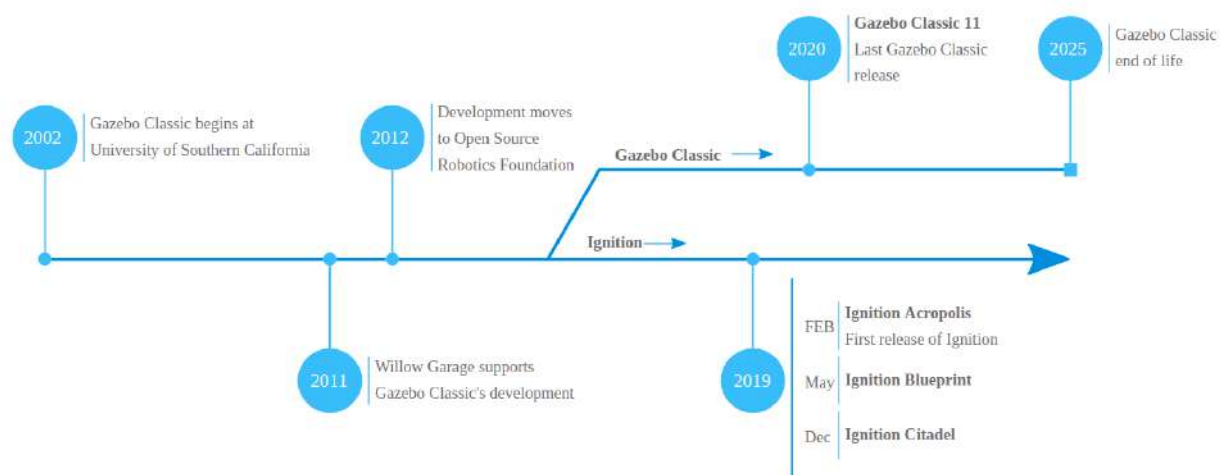 2002
Gazebo Classic begins at
University of Southern California
2011
Willow Garage supports
Gazebo Classic's development
2012
Development moves
to Open Source
Robotics Foundation
Gazebo Classic
Ignition
2020
Gazebo Classic 11
Last Gazebo Classic
release
2025
Gazebo Classic
end of life
2019
FEB
Ignition Acropolis
First release of Ignition
May
Ignition Blueprint
Dec
Ignition Citadel